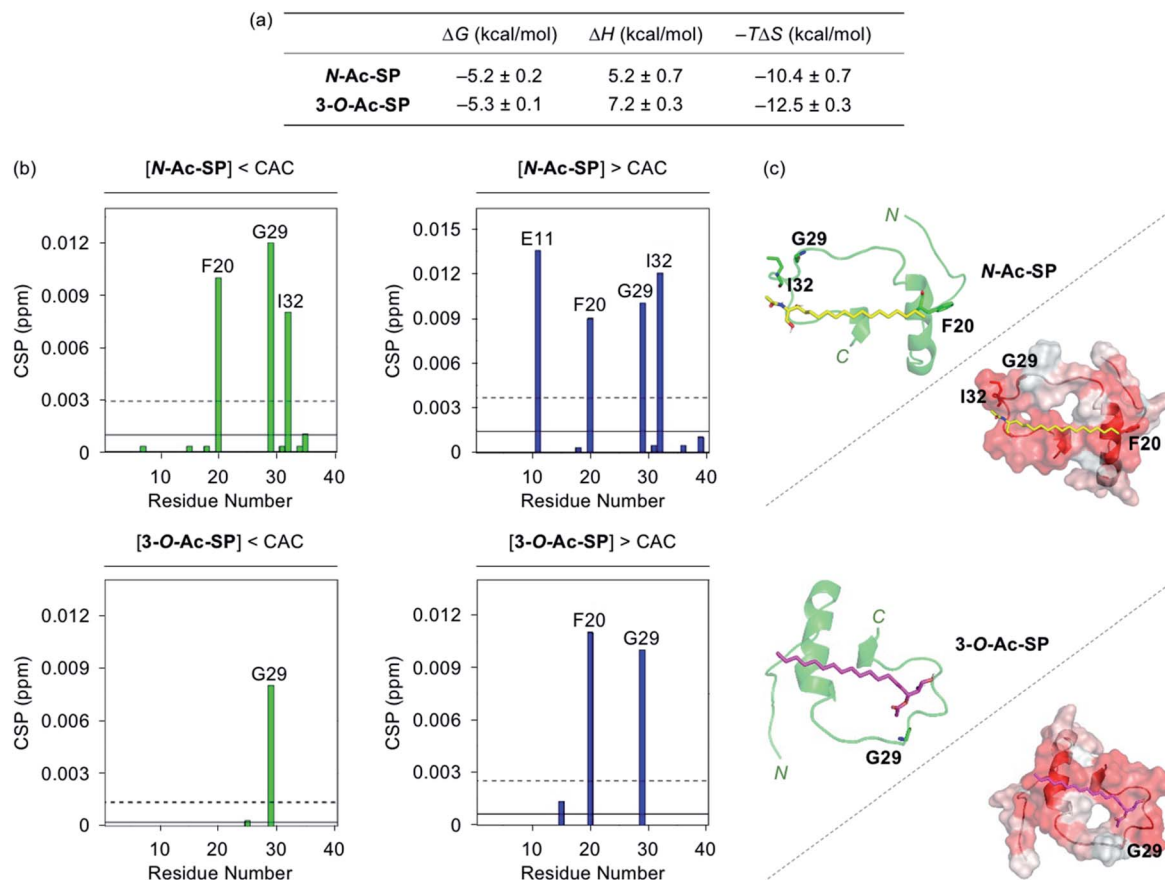 (a)
ΔG (kcal/mol) ΔH (kcal/mol) –TΔS (kcal/mol)
N-Ac-SP –5.2 ± 0.2 5.2 ± 0.7 –10.4 ± 0.7
3-O-Ac-SP –5.3 ± 0.1 7.2 ± 0.3 –12.5 ± 0.3
(b)
[N-Ac-SP] < CAC
CSP (ppm)
0.012
0.009
0.006
0.003
0
F20
G29
I32
0 10 20 30 40
Residue Number
[N-Ac-SP] > CAC
CSP (ppm)
0.015
0.012
0.009
0.006
0.003
0
E11
F20
G29
I32
0 10 20 30 40
Residue Number
[3-O-Ac-SP] < CAC
CSP (ppm)
0.012
0.009
0.006
0.003
0
G29
0 10 20 30 40
Residue Number
[3-O-Ac-SP] > CAC
CSP (ppm)
0.012
0.009
0.006
0.003
0
F20
G29
0 10 20 30 40
Residue Number
(c)
N
G29
I32
N-Ac-SP
F20
C
G29
I32
F20
C
3-O-Ac-SP
G29
N
G29